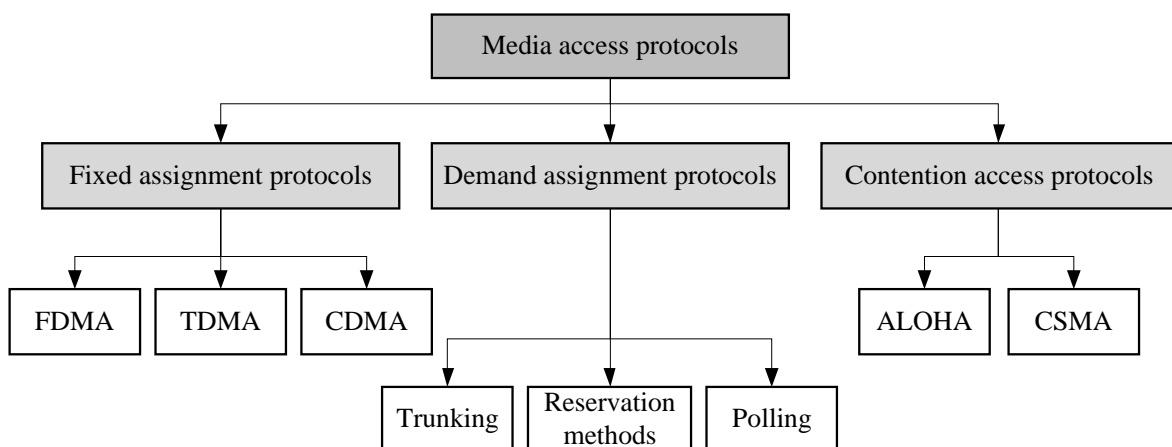 Media access protocols
Fixed assignment protocols
Demand assignment protocols
Contention access protocols
FDMA
TDMA
CDMA
ALOHA
CSMA
Trunking
Reservation
methods
Polling